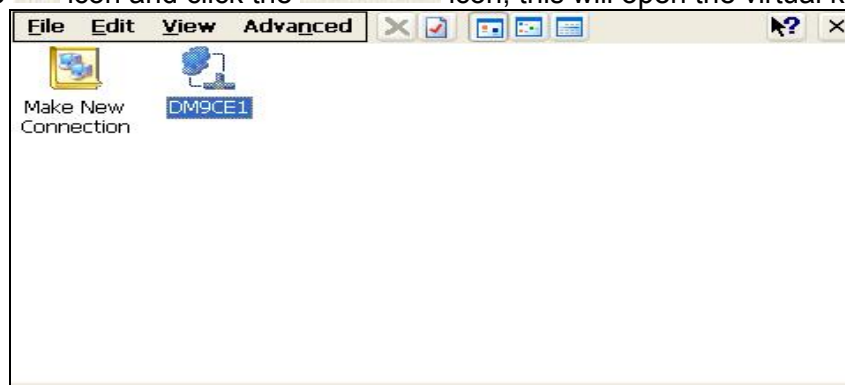 icon and click the icon, this will open the virtual k
File Edit View Advanced ?
Make New Connection
DM9CE1